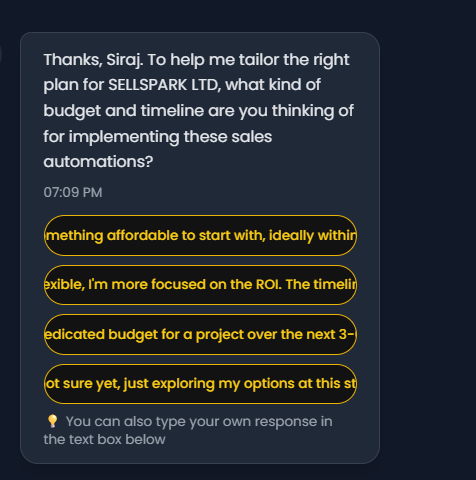 Thanks, Siraj. To help me tailor the right
plan for SELLSPARK LTD, what kind of
budget and timeline are you thinking of
for implementing these sales
automations?
07:09 PM
mething affordable to start with, ideally within
exible, I'm more focused on the ROI. The timelin
edicated budget for a project over the next 3-
ot sure yet, just exploring my options at this st
💡 You can also type your own response in
the text box below